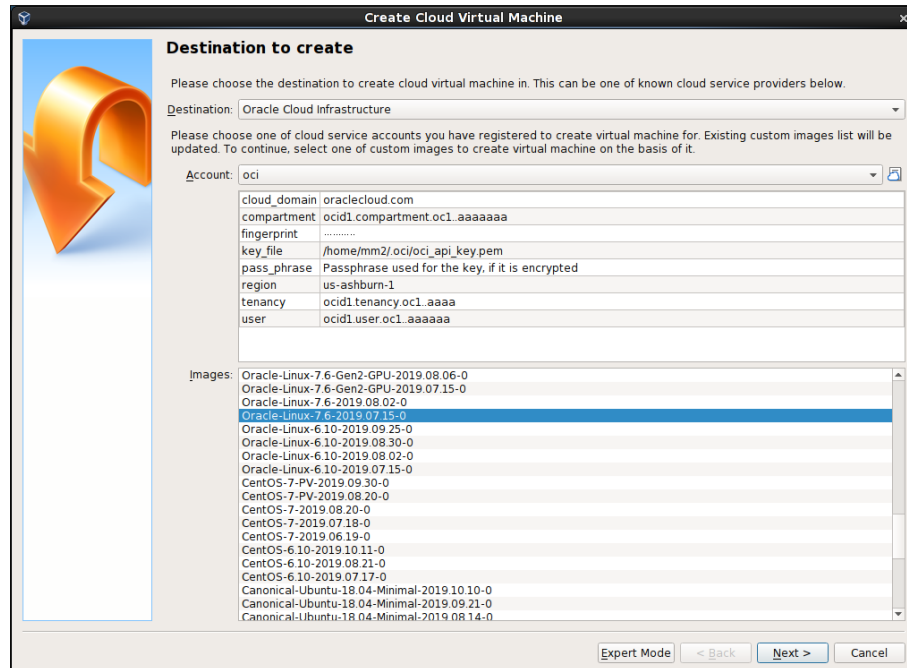 Create Cloud Virtual Machine
Destination to create
Please choose the destination to create cloud virtual machine in. This can be one of known cloud service providers below.
Destination: Oracle Cloud Infrastructure
Please choose one of cloud service accounts you have registered to create virtual machine for. Existing custom images list will be
updated. To continue, select one of custom images to create virtual machine on the basis of it.
Account: oci
cloud_domain oraclecloud.com
compartment ocid1.compartment.oc1..aaaaaaa
fingerprint ...........
key_file /home/mm2/.oci/oci_api_key.pem
pass_phrase Passphrase used for the key, if it is encrypted
region us-ashburn-1
tenancy ocid1.tenancy.oc1..aaaa
user ocid1.user.oc1..aaaaaa
Images: Oracle-Linux-7.6-Gen2-GPU-2019.08.06-0
Oracle-Linux-7.6-Gen2-GPU-2019.07.15-0
Oracle-Linux-7.6-2019.08.02-0
Oracle-Linux-7.6-2019.07.15-0
Oracle-Linux-6.10-2019.09.25-0
Oracle-Linux-6.10-2019.08.30-0
Oracle-Linux-6.10-2019.08.02-0
Oracle-Linux-6.10-2019.07.15-0
CentOS-7-PV-2019.09.30-0
CentOS-7-PV-2019.08.20-0
CentOS-7-2019.08.20-0
CentOS-7-2019.07.18-0
CentOS-7-2019.06.19-0
CentOS-6.10-2019.10.11-0
CentOS-6.10-2019.08.21-0
CentOS-6.10-2019.07.17-0
Canonical-Ubuntu-18.04-Minimal-2019.10.10-0
Canonical-Ubuntu-18.04-Minimal-2019.09.21-0
Canonical-Ubuntu-18.04-Minimal-2019.08.14-0
Expert Mode < Back Next > Cancel